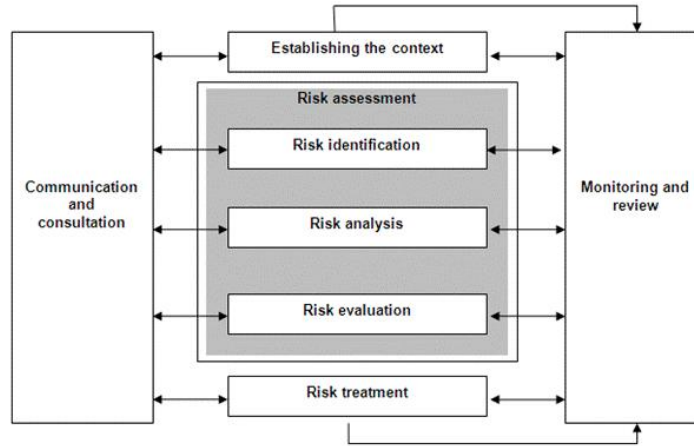 Establishing the context
Risk assessment
Risk identification
Communication
and
consultation
Monitoring and
review
Risk analysis
Risk evaluation
Risk treatment